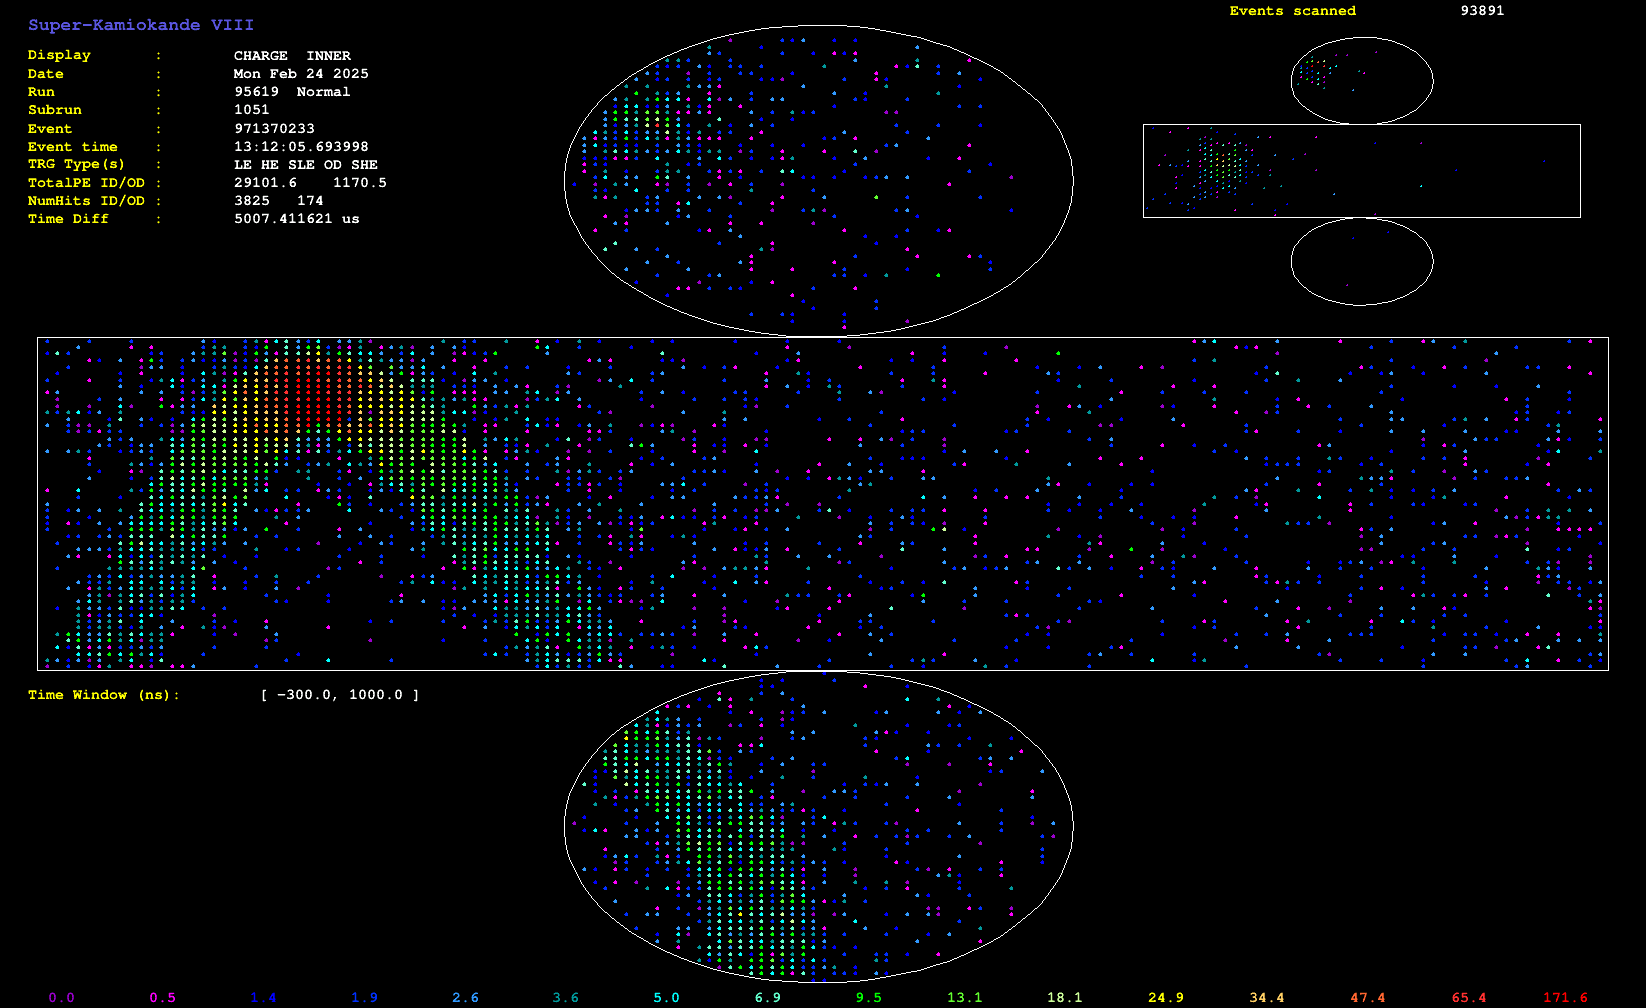 Super-Kamiokande VIII
Display : CHARGE INNER
Date : Mon Feb 24 2025
Run : 95619 Normal
Subrun : 1051
Event : 971370233
Event time : 13:12:05.693998
TRG Type(s) : LE HE SLE OD SHE
TotalPE ID/OD : 29101.6 1170.5
NumHits ID/OD : 3825 174
Time Diff : 5007.411621 us
Events scanned 93891
Time Window (ns): [ -300.0, 1000.0 ]
0.0 0.5 1.4 1.9 2.6 3.6 5.0 6.9 9.5 13.1 18.1 24.9 34.4 47.4 65.4 171.6